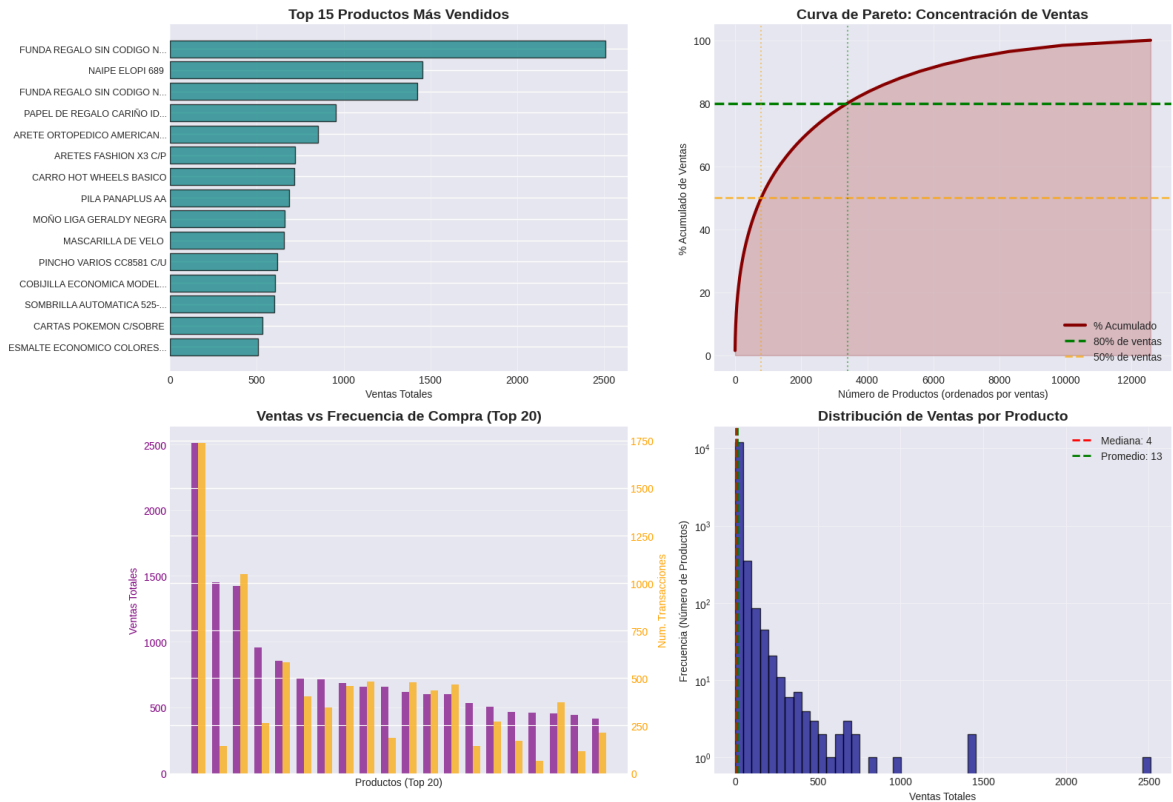 Top 15 Productos Más Vendidos
FUNDA REGALO SIN CODIGO N...
NAIPE ELOPI 689
FUNDA REGALO SIN CODIGO N...
PAPEL DE REGALO CARIÑO ID...
ARETE ORTOPEDICO AMERICAN...
ARETES FASHION X3 C/P
CARRO HOT WHEELS BASICO
PILA PANAPLUS AA
MOÑO LIGA GERALDY NEGRA
MASCARILLA DE VELO
PINCHO VARIOS CC8581 C/U
COBIJILLA ECONOMICA MODEL...
SOMBRILLA AUTOMATICA 525-...
CARTAS POKEMON C/SOBRE
ESMALTE ECONOMICO COLORES...
0 500 1000 1500 2000 2500
Ventas Totales
Curva de Pareto: Concentración de Ventas
% Acumulado de Ventas
100
80
60
40
20
0
% Acumulado
80% de ventas
50% de ventas
0 2000 4000 6000 8000 10000 12000
Número de Productos (ordenados por ventas)
Ventas vs Frecuencia de Compra (Top 20)
Ventas Totales
2500
2000
1500
1000
500
0
1750
1500
1250
1000
750
500
250
0
Num. Transacciones
Productos (Top 20)
Distribución de Ventas por Producto
Frecuencia (Número de Productos)
10⁴
10³
10²
10¹
10⁰
Mediana: 4
Promedio: 13
0 500 1000 1500 2000 2500
Ventas Totales